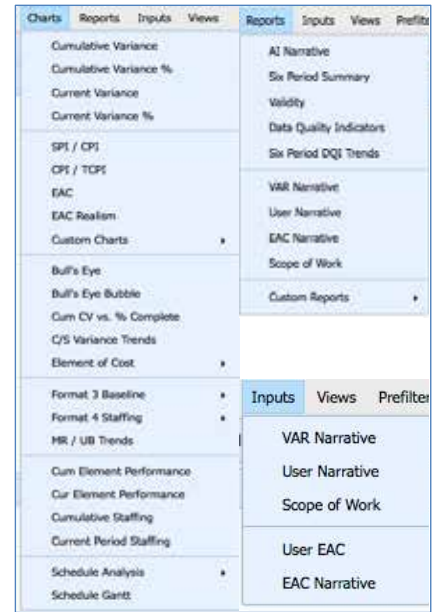 Charts Reports Inputs Views
Cumulative Variance
Cumulative Variance %
Current Variance
Current Variance %
SPI / CPI
CPI / TCPI
EAC
EAC Realism
Custom Charts
Bull's Eye
Bull's Eye Bubble
Cum CV vs. % Complete
C/S Variance Trends
Element of Cost
Format 3 Baseline
Format 4 Staffing
MR / UB Trends
Cum Element Performance
Cur Element Performance
Cumulative Staffing
Current Period Staffing
Schedule Analysis
Schedule Gantt
Reports Inputs Views Prefilte
AI Narrative
Six Period Summary
Validity
Data Quality Indicators
Six Period DQI Trends
VAR Narrative
User Narrative
EAC Narrative
Scope of Work
Custom Reports
Inputs Views Prefilter
VAR Narrative
User Narrative
Scope of Work
User EAC
EAC Narrative